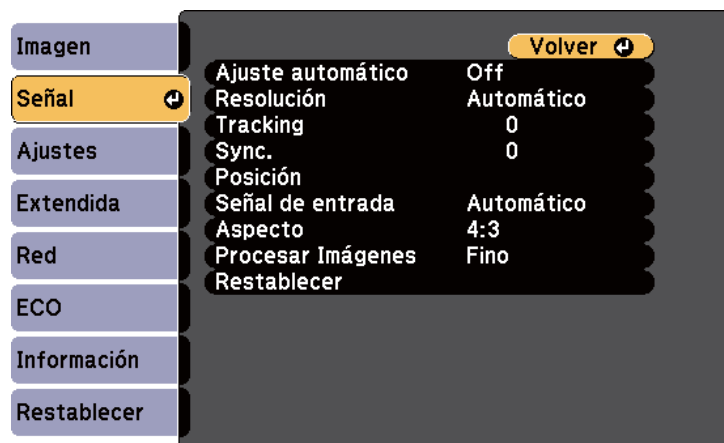 Imagen
Señal
Ajustes
Extendida
Red
ECO
Información
Restablecer
Volver
Ajuste automático Off
Resolución Automático
Tracking 0
Sync. 0
Posición
Señal de entrada Automático
Aspecto 4:3
Procesar Imágenes Fino
Restablecer